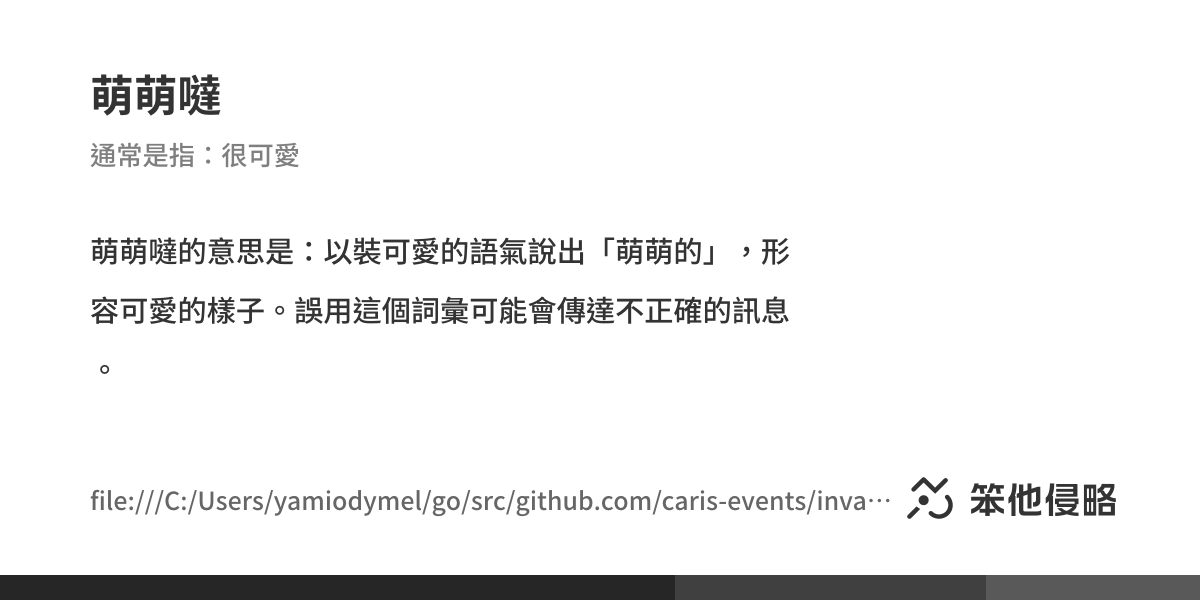 萌萌噠
通常是指：很可愛
萌萌噠的意思是：以裝可愛的語氣說出「萌萌的」，形
容可愛的樣子。誤用這個詞彙可能會傳達不正確的訊息
。
file:///C:/Users/yamiodymel/go/src/github.com/caris-events/inva… 笨他侵略